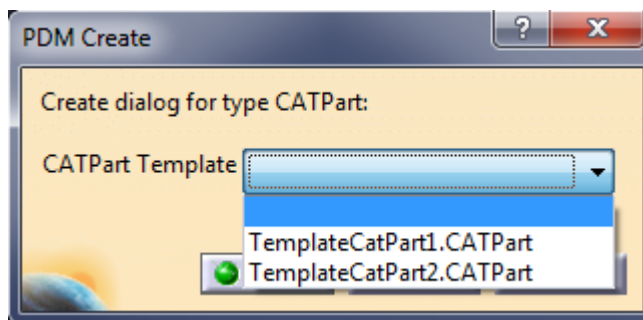 PDM Create
?
X
Create dialog for type CATPart:
CATPart Template
TemplateCatPart1.CATPart
TemplateCatPart2.CATPart